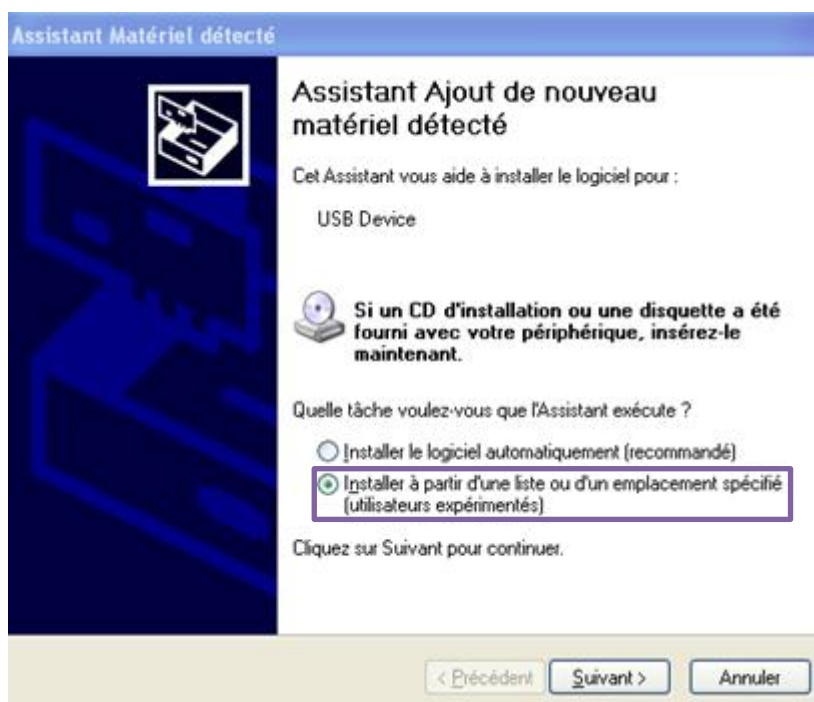 Assistant Matériel détecté
Assistant Ajout de nouveau
matériel détecté
Cet Assistant vous aide à installer le logiciel pour :
USB Device
Si un CD d'installation ou une disquette a été
fourni avec votre périphérique, insérez-le
maintenant.
Quelle tâche voulez-vous que l'Assistant exécute ?
Installer le logiciel automatiquement (recommandé)
Installer à partir d'une liste ou d'un emplacement spécifié
(utilisateurs expérimentés)
Cliquez sur Suivant pour continuer.
< Précédent Suivant > Annuler